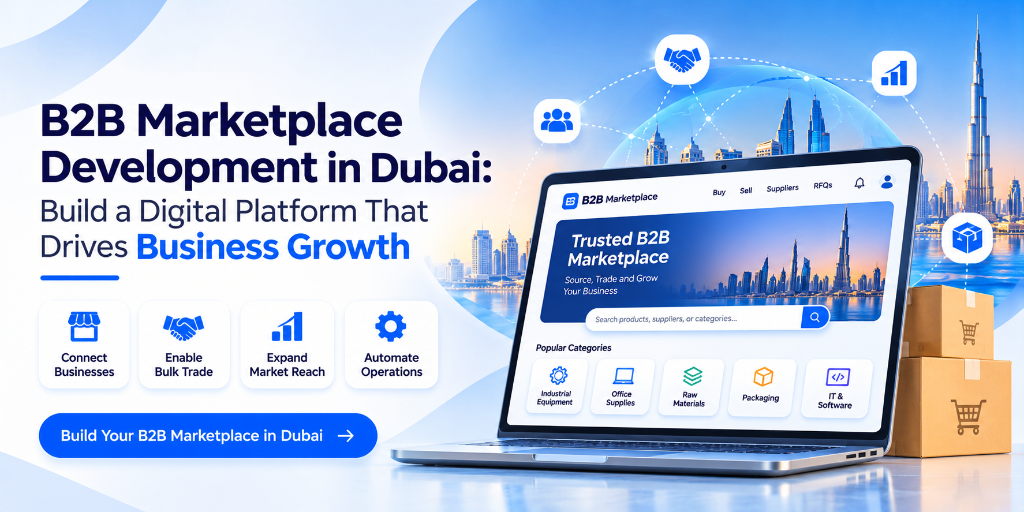 B2B Marketplace
Development in Dubai:
Build a Digital Platform That
Drives Business Growth
Connect
Businesses
Enable
Bulk Trade
Expand
Market Reach
Automate
Operations
Build Your B2B Marketplace in Dubai
B2B Marketplace
Buy
Sell
Suppliers
RFQs
Trusted B2B
Marketplace
Source, Trade and Grow
Your Business
Search products, suppliers, or categories...
Popular Categories
Industrial
Equipment
Office
Supplies
Raw
Materials
Packaging
IT &
Software